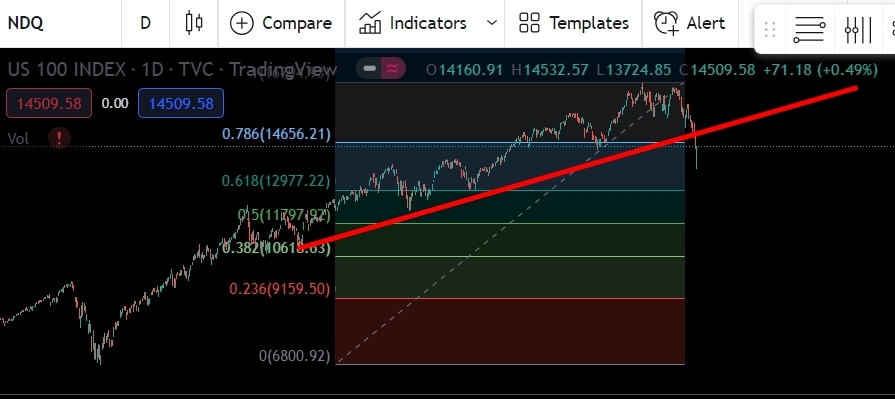 NDQ D Compare Indicators Templates Alert
US 100 INDEX · 1D · TVC · TradingView O14160.91 H14532.57 L13724.85 C14509.58 +71.18 (+0.49%)
14509.58 0.00 14509.58
Vol !
0.786(14656.21)
0.618(12977.22)
0.5(11797.92)
0.382(10618.63)
0.236(9159.50)
0(6800.92)